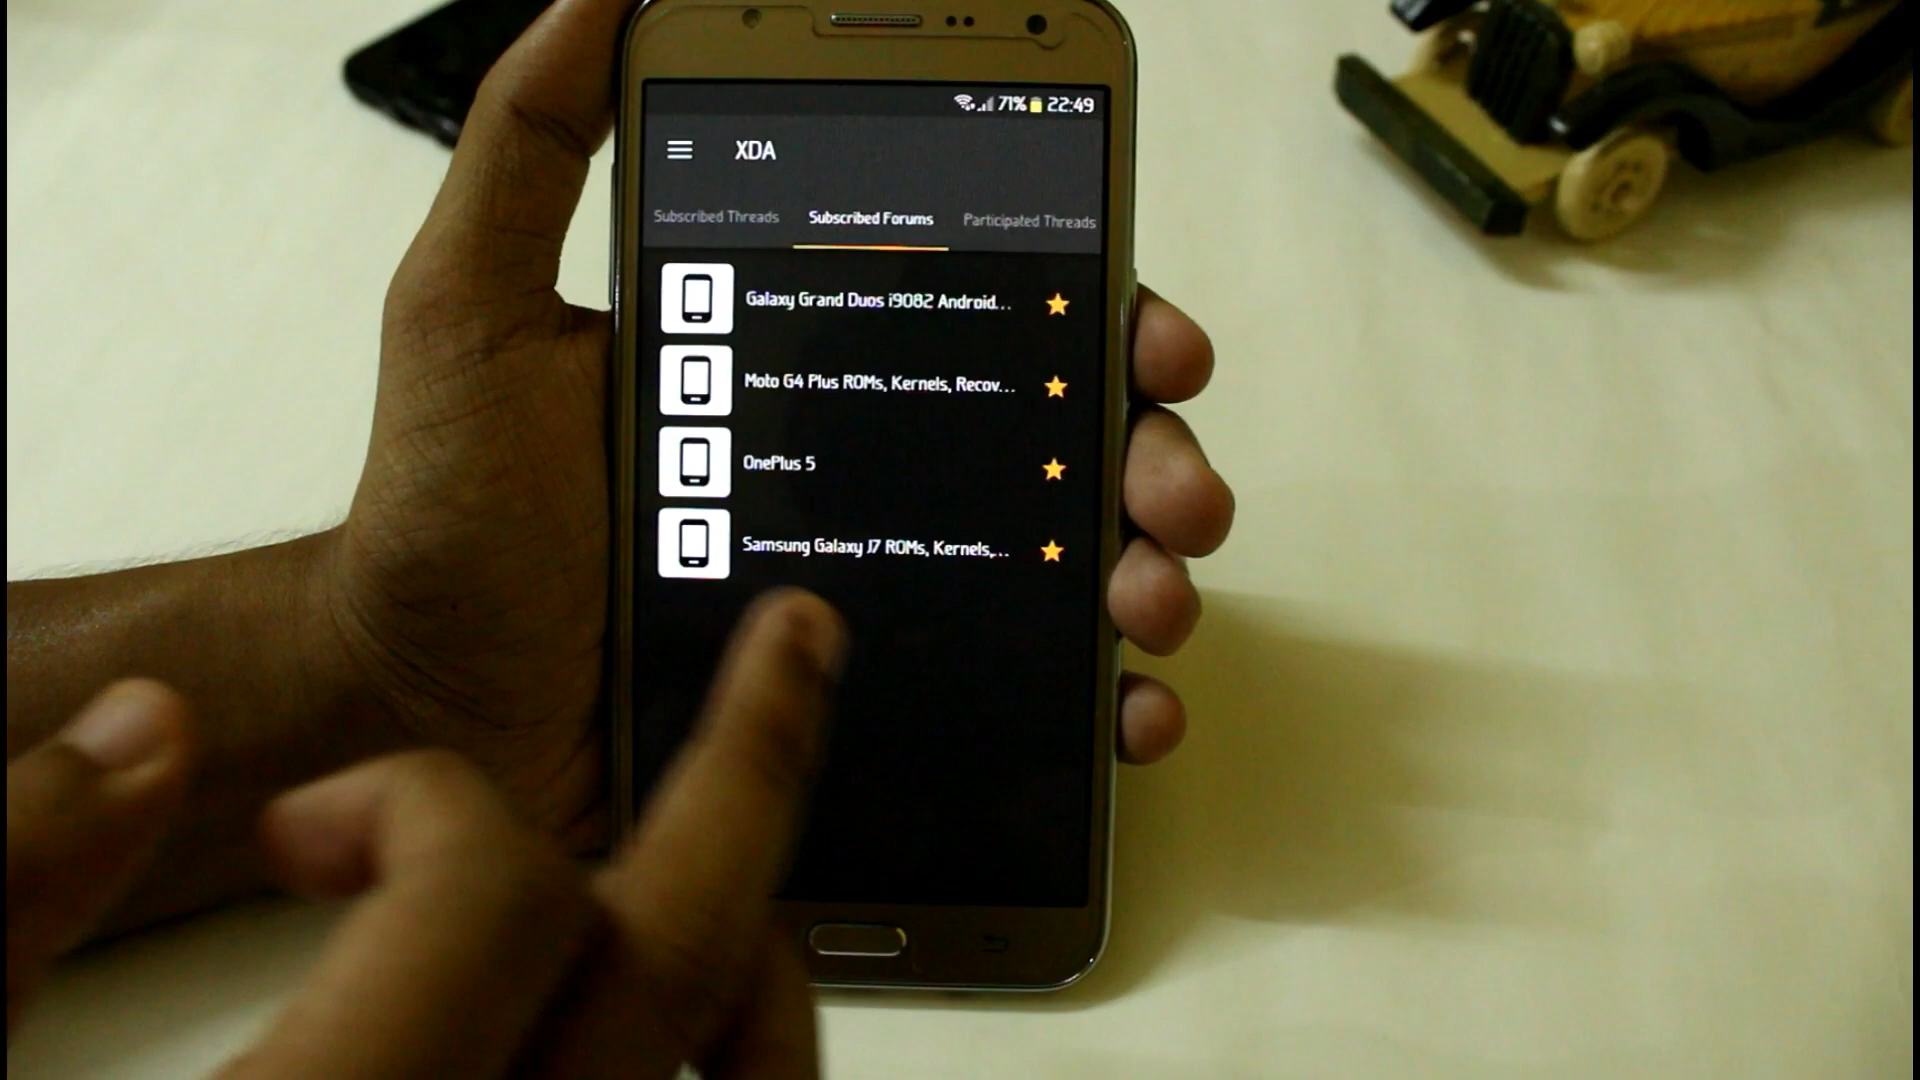 71% 22:49
XDA
Subscribed Threads Subscribed Forums Participated Threads
Galaxy Grand Duos i9082 Android...
Moto G4 Plus ROMs, Kernels, Recov...
OnePlus 5
Samsung Galaxy J7 ROMs, Kernels,...